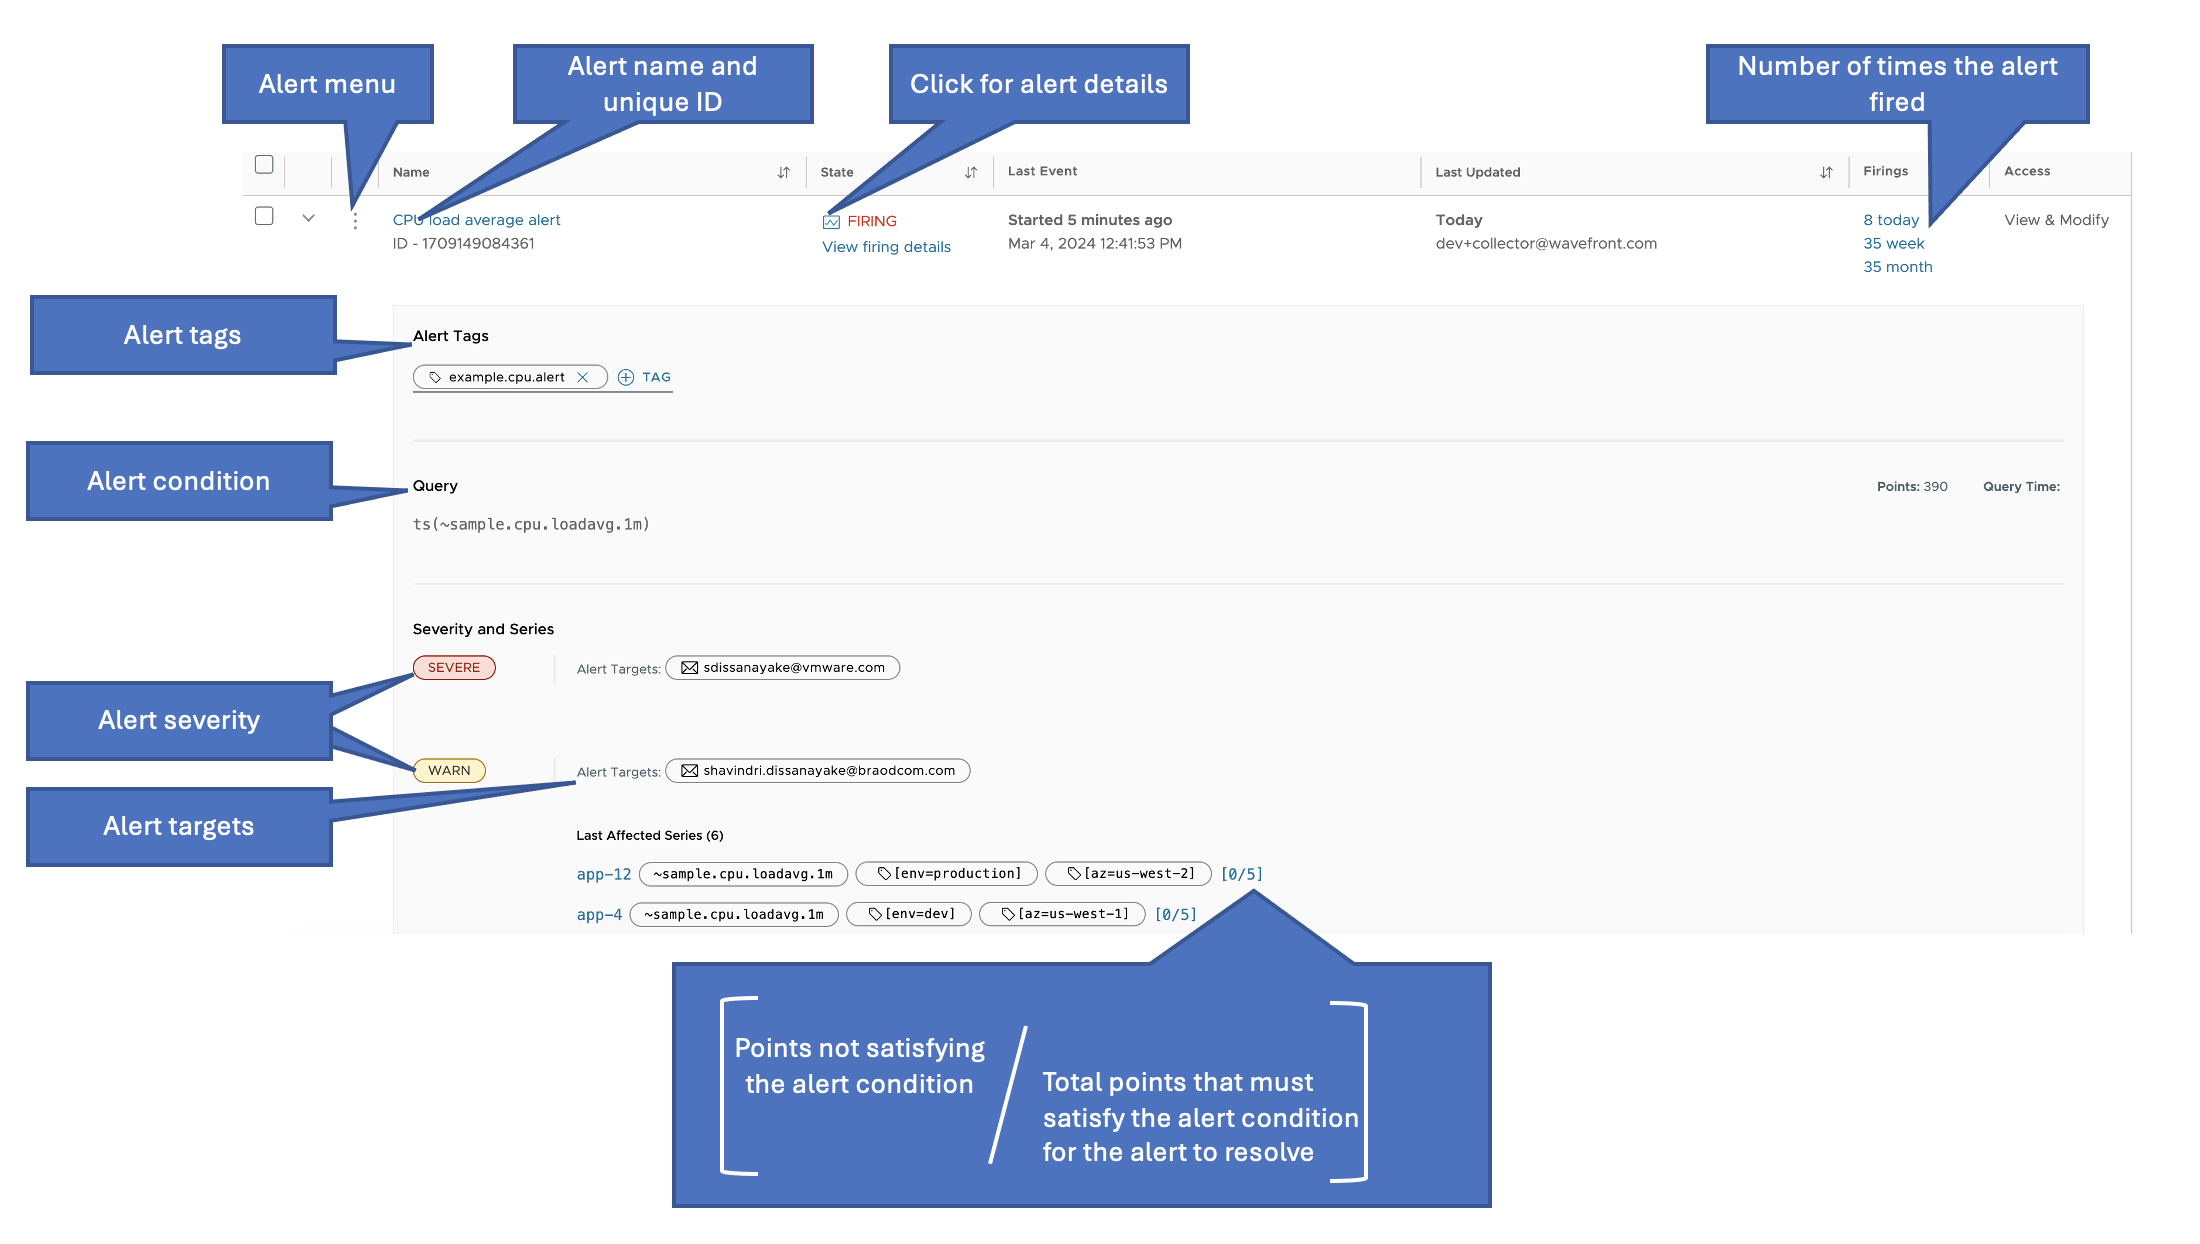 Alert menu
Alert name and
unique ID
Click for alert details
Number of times the alert
fired
Name
State
Last Event
Last Updated
Firings
Access
CPU load average alert
FIRING
Started 5 minutes ago
Today
8 today
View & Modify
ID - 1709149084361
View firing details
Mar 4, 2024 12:41:53 PM
dev+collector@wavefront.com
35 week
35 month
Alert tags
Alert Tags
example.cpu.alert
TAG
Alert condition
Query
Points: 390
Query Time:
ts(~sample.cpu.loadavg.1m)
Severity and Series
SEVERE
Alert Targets:
sdissanayake@vmware.com
Alert severity
WARN
Alert Targets:
shavindri.dissanayake@braodcom.com
Alert targets
Last Affected Series (6)
app-12 ~sample.cpu.loadavg.1m [env=production] [az=us-west-2] [0/5]
app-4 ~sample.cpu.loadavg.1m [env=dev] [az=us-west-1] [0/5]
Points not satisfying
the alert condition
Total points that must
satisfy the alert condition
for the alert to resolve